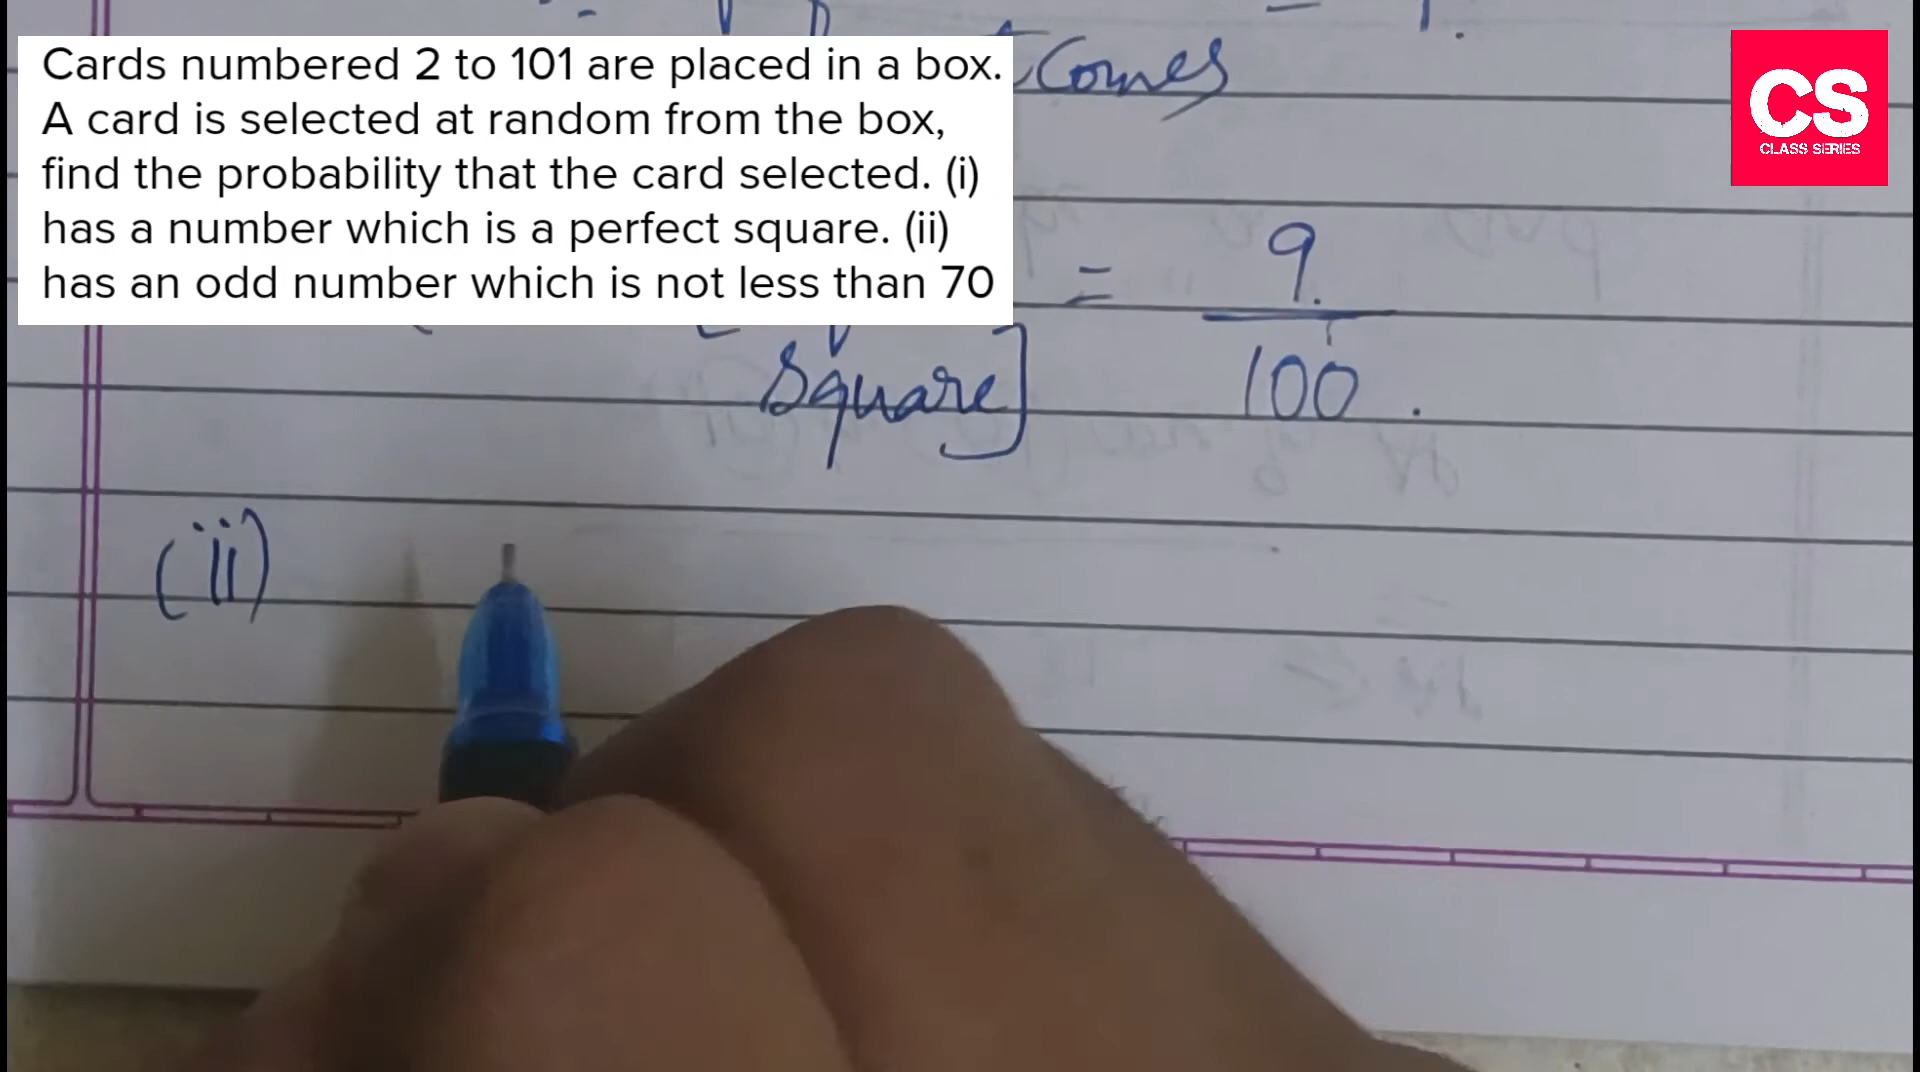 Cards numbered 2 to 101 are placed in a box.
A card is selected at random from the box,
find the probability that the card selected. (i)
has a number which is a perfect square. (ii)
has an odd number which is not less than 70
comes
CS
CLASS SERIES
= 9
100.
square]
(ii)